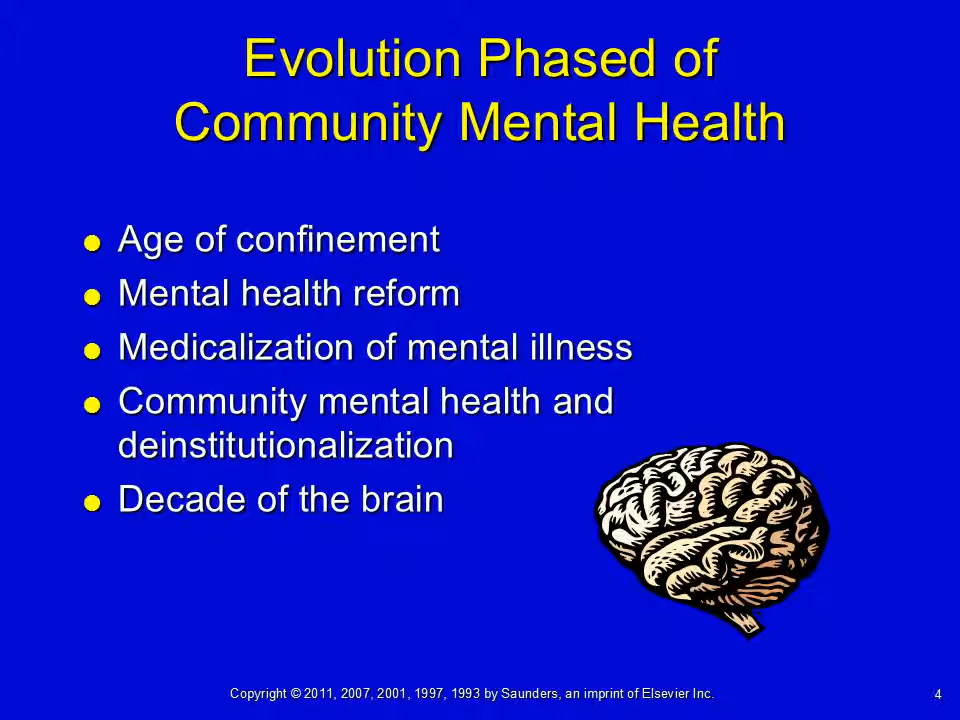 Evolution Phased of
Community Mental Health
Age of confinement
Mental health reform
Medicalization of mental illness
Community mental health and
deinstitutionalization
Decade of the brain
Copyright © 2011, 2007, 2001, 1997, 1993 by Saunders, an imprint of Elsevier Inc.
4